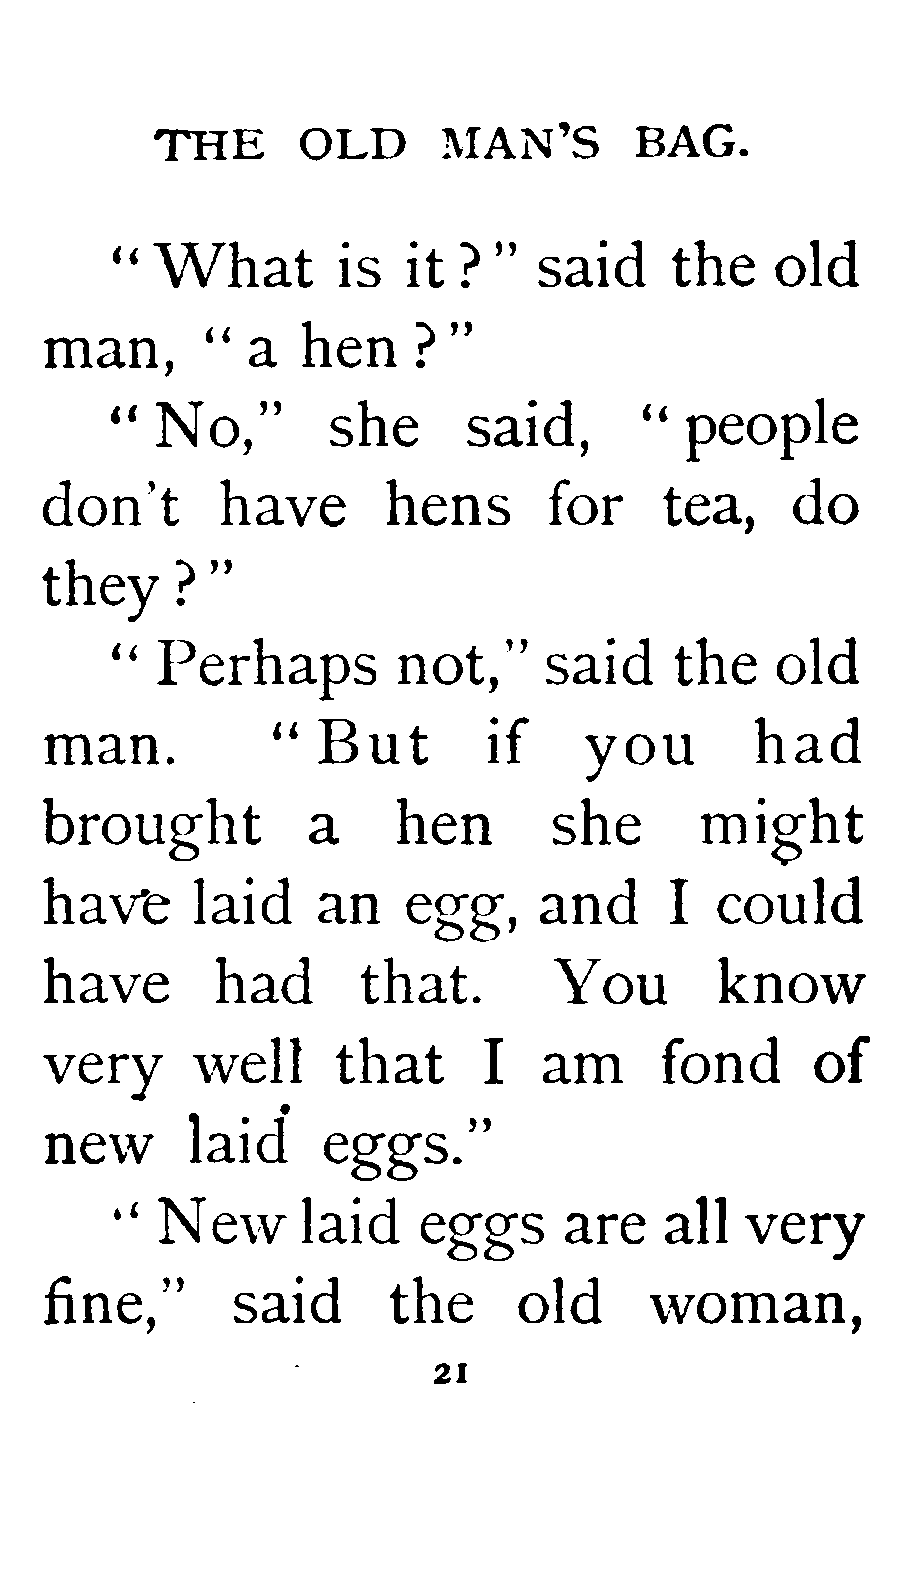 THE OLD MAN'S BAG.
“What is it?” said the old
man, “a hen?”
“No,” she said, “people
don't have hens for tea, do
they?”
“Perhaps not,” said the old
man. “But if you had
brought a hen she might
have laid an egg, and I could
have had that. You know
very well that I am fond of
new laid eggs.”
“New laid eggs are all very
fine,” said the old woman,
21